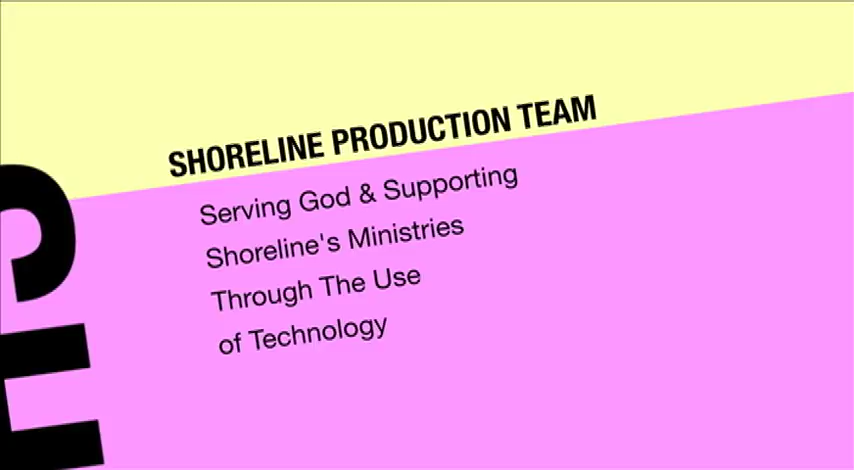 SHORELINE PRODUCTION TEAM
Serving God & Supporting
Shoreline's Ministries
Through The Use
of Technology